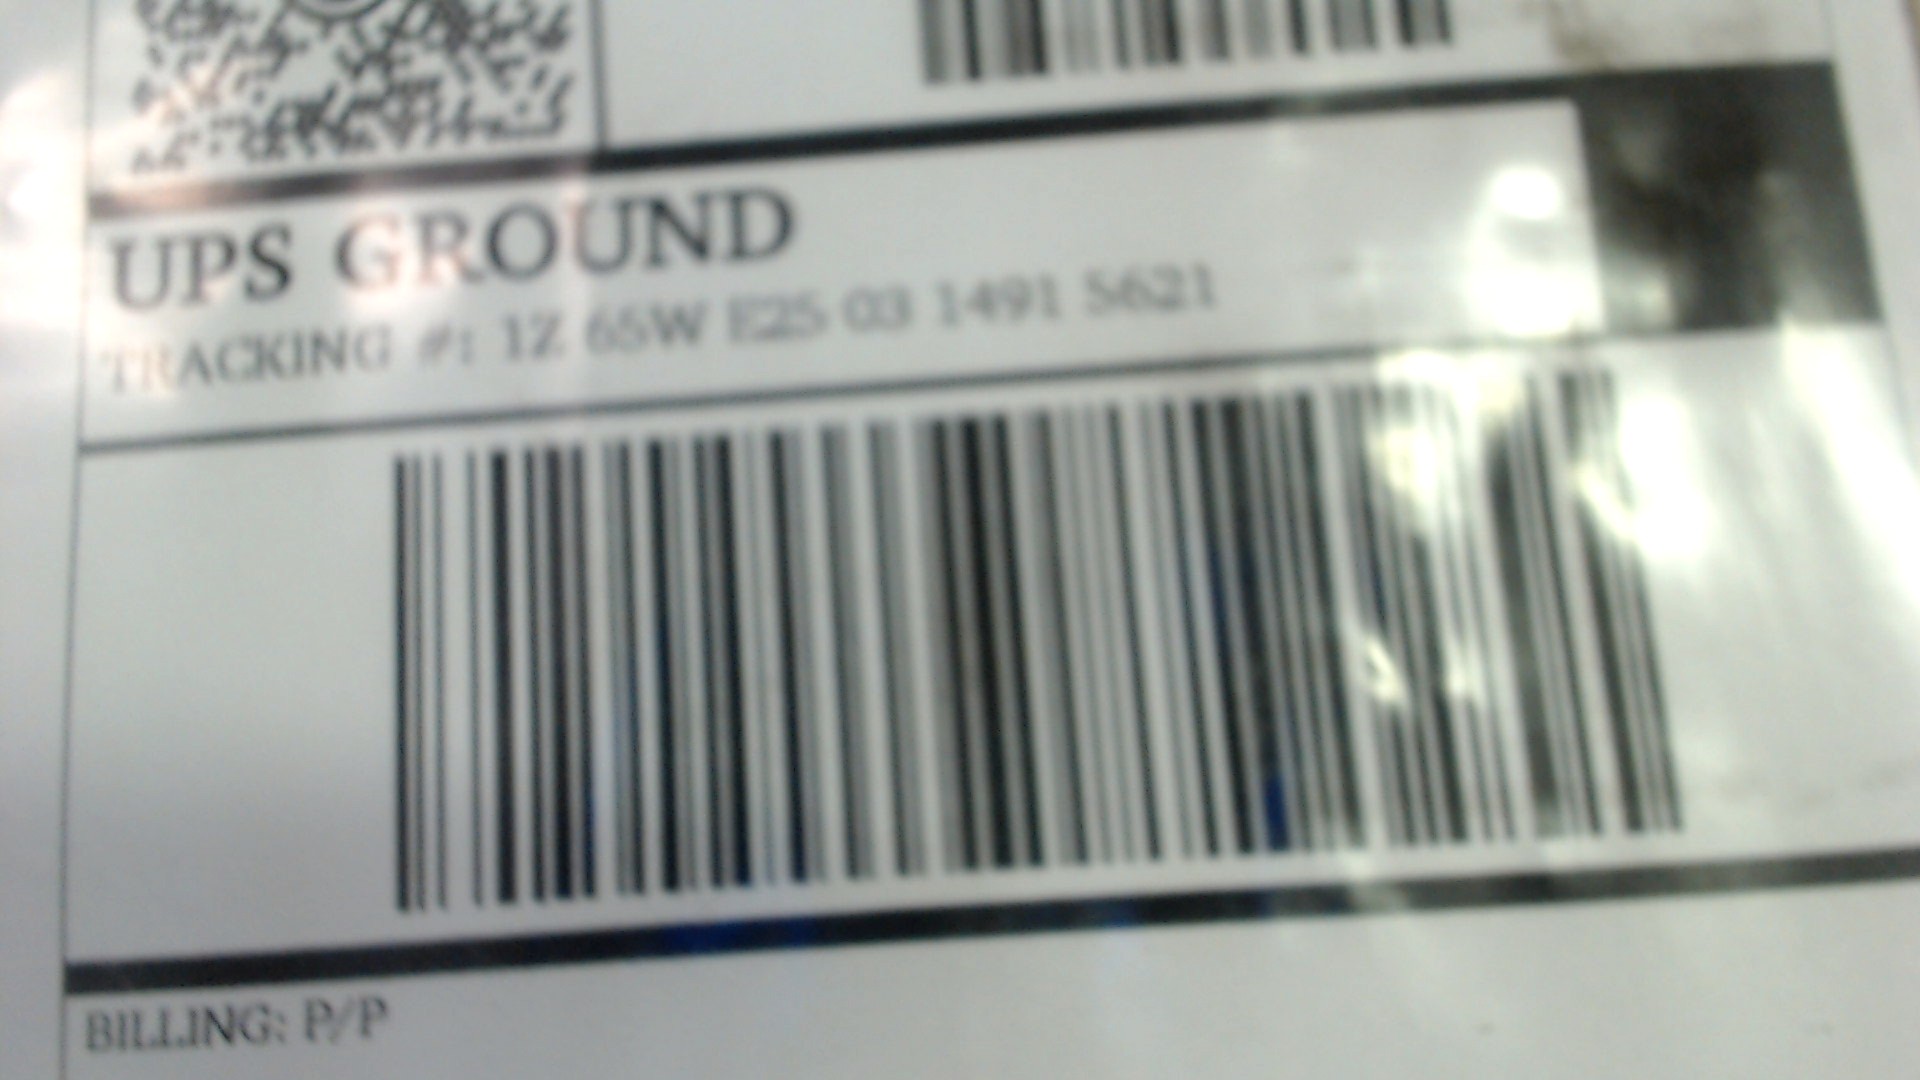 UPS GROUND
TRACKING #: 1Z 65W E25 03 1491 5621
BILLING: P/P